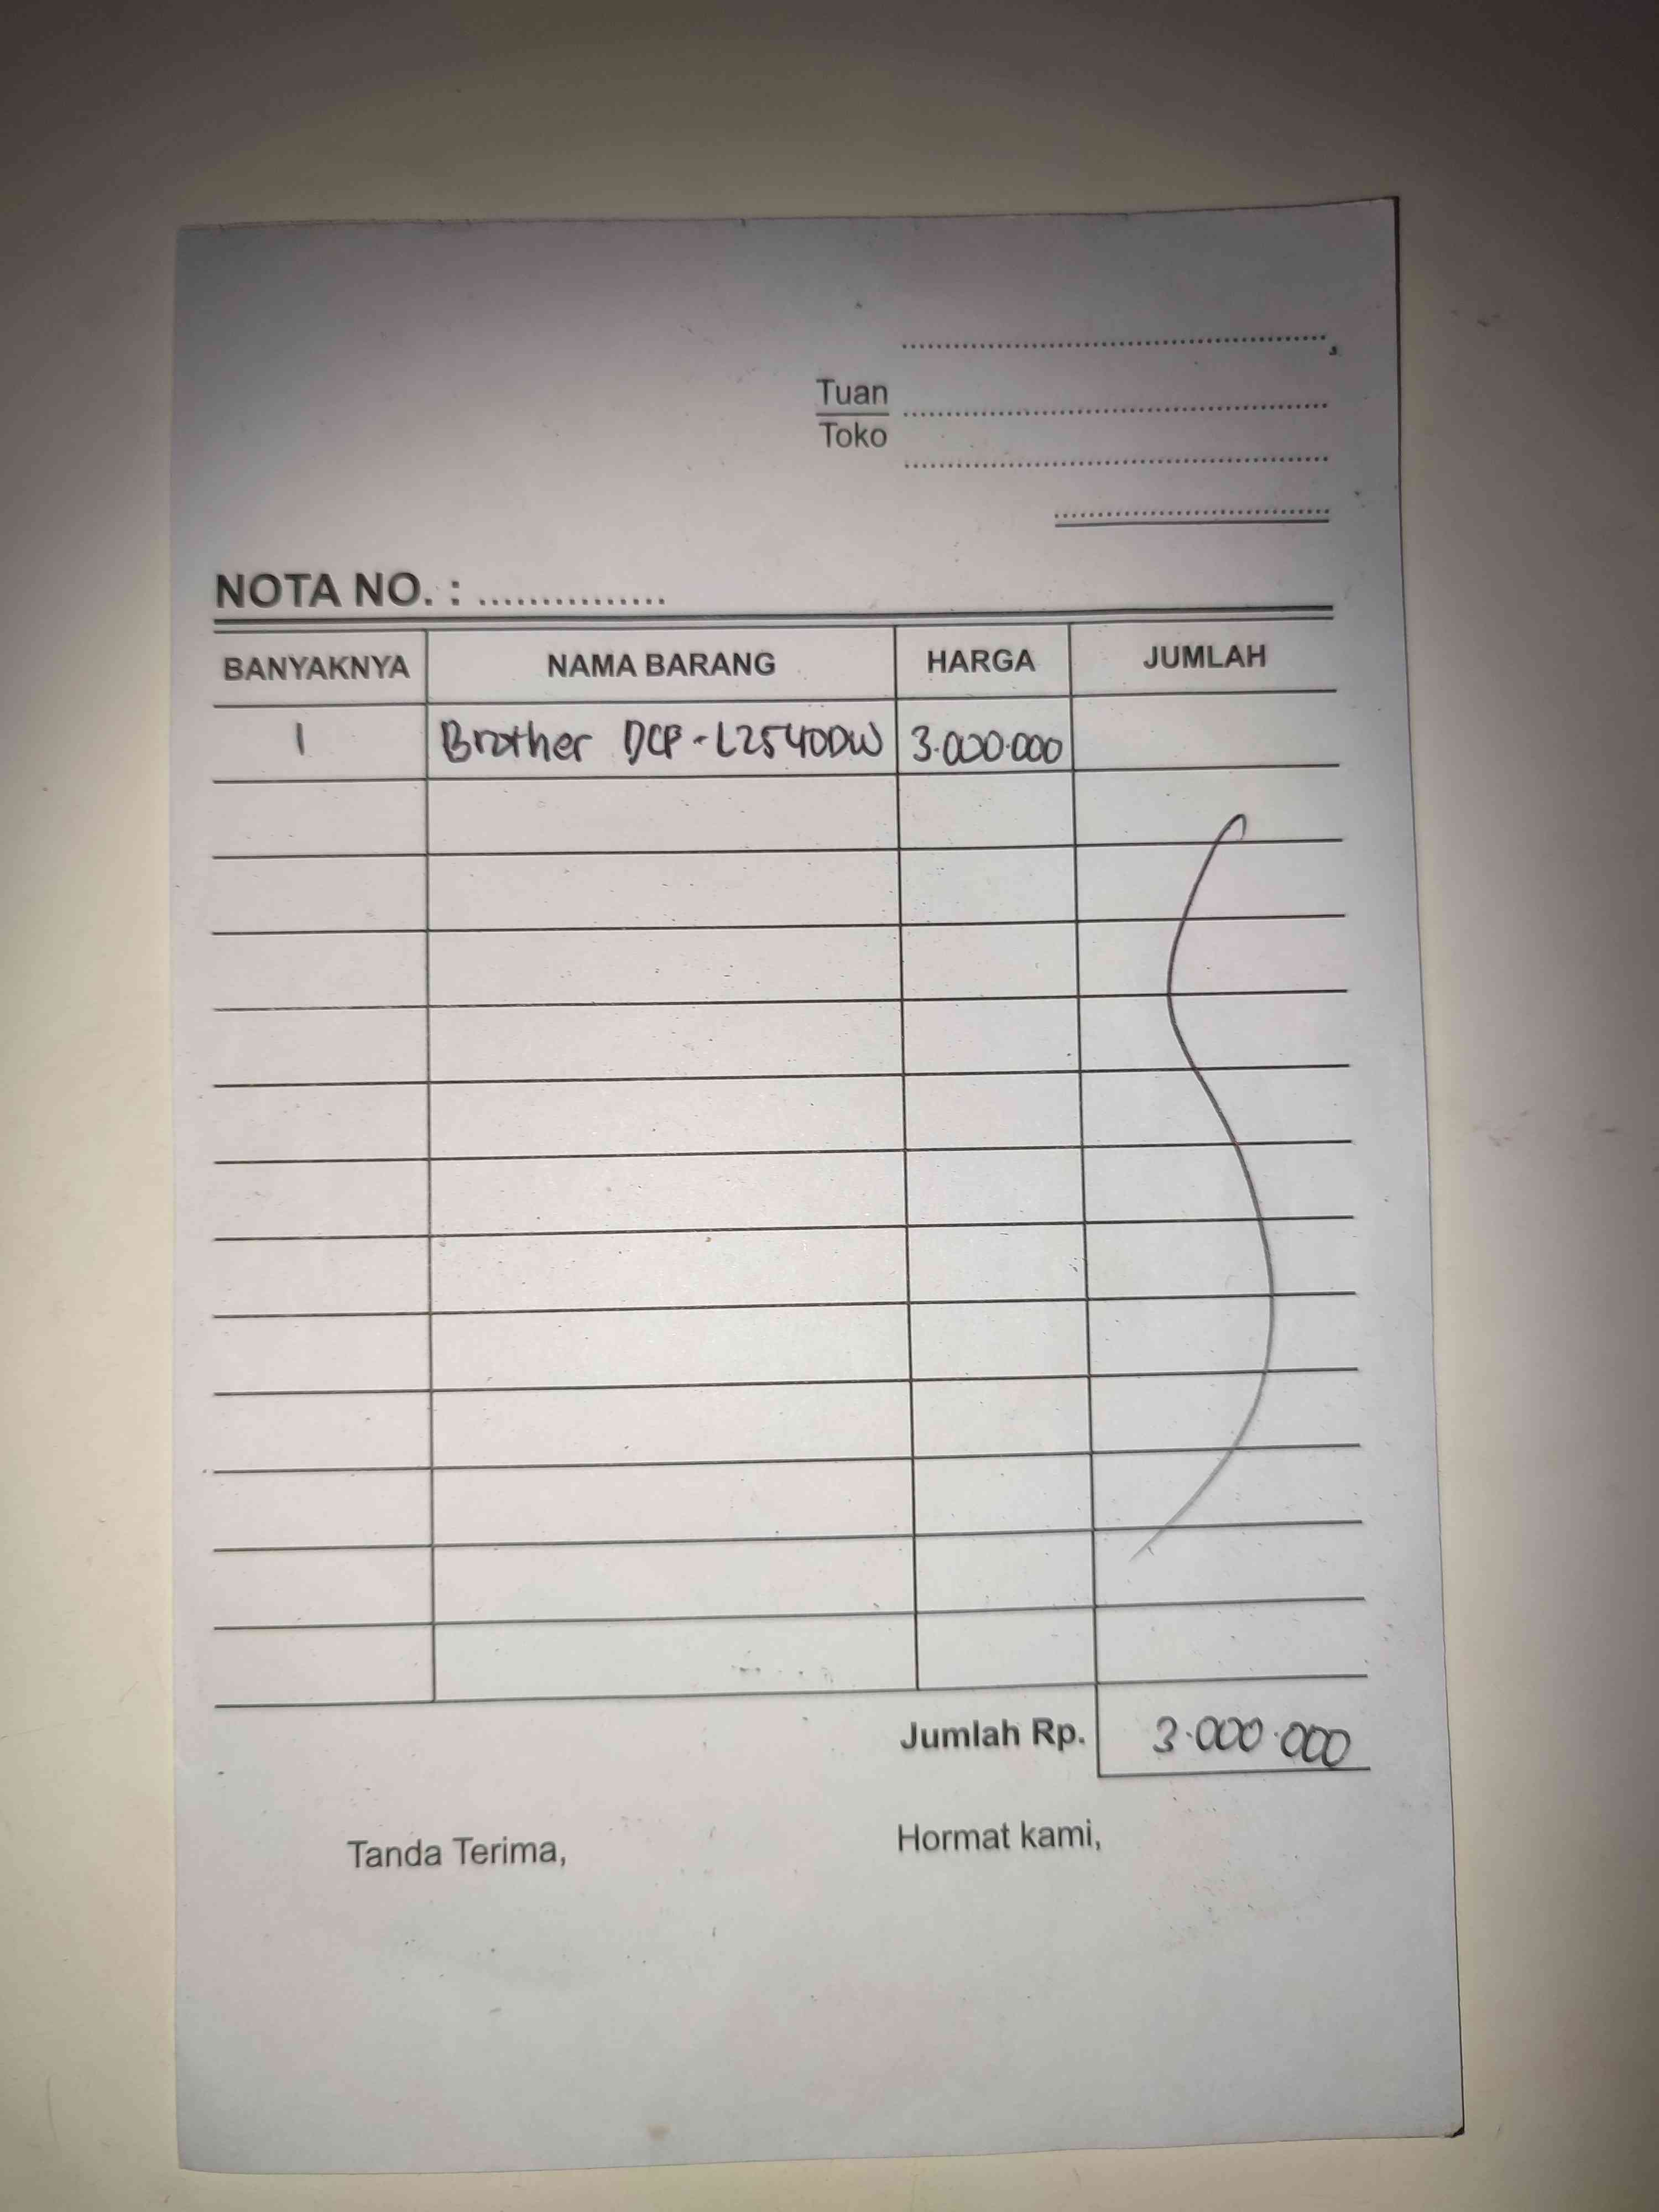 Tuan
Toko
NOTA NO. : ...............
BANYAKNYA NAMA BARANG HARGA JUMLAH
1 Brother DCP-L2540DW 3.000.000
Jumlah Rp. 3.000.000
Tanda Terima, Hormat kami,